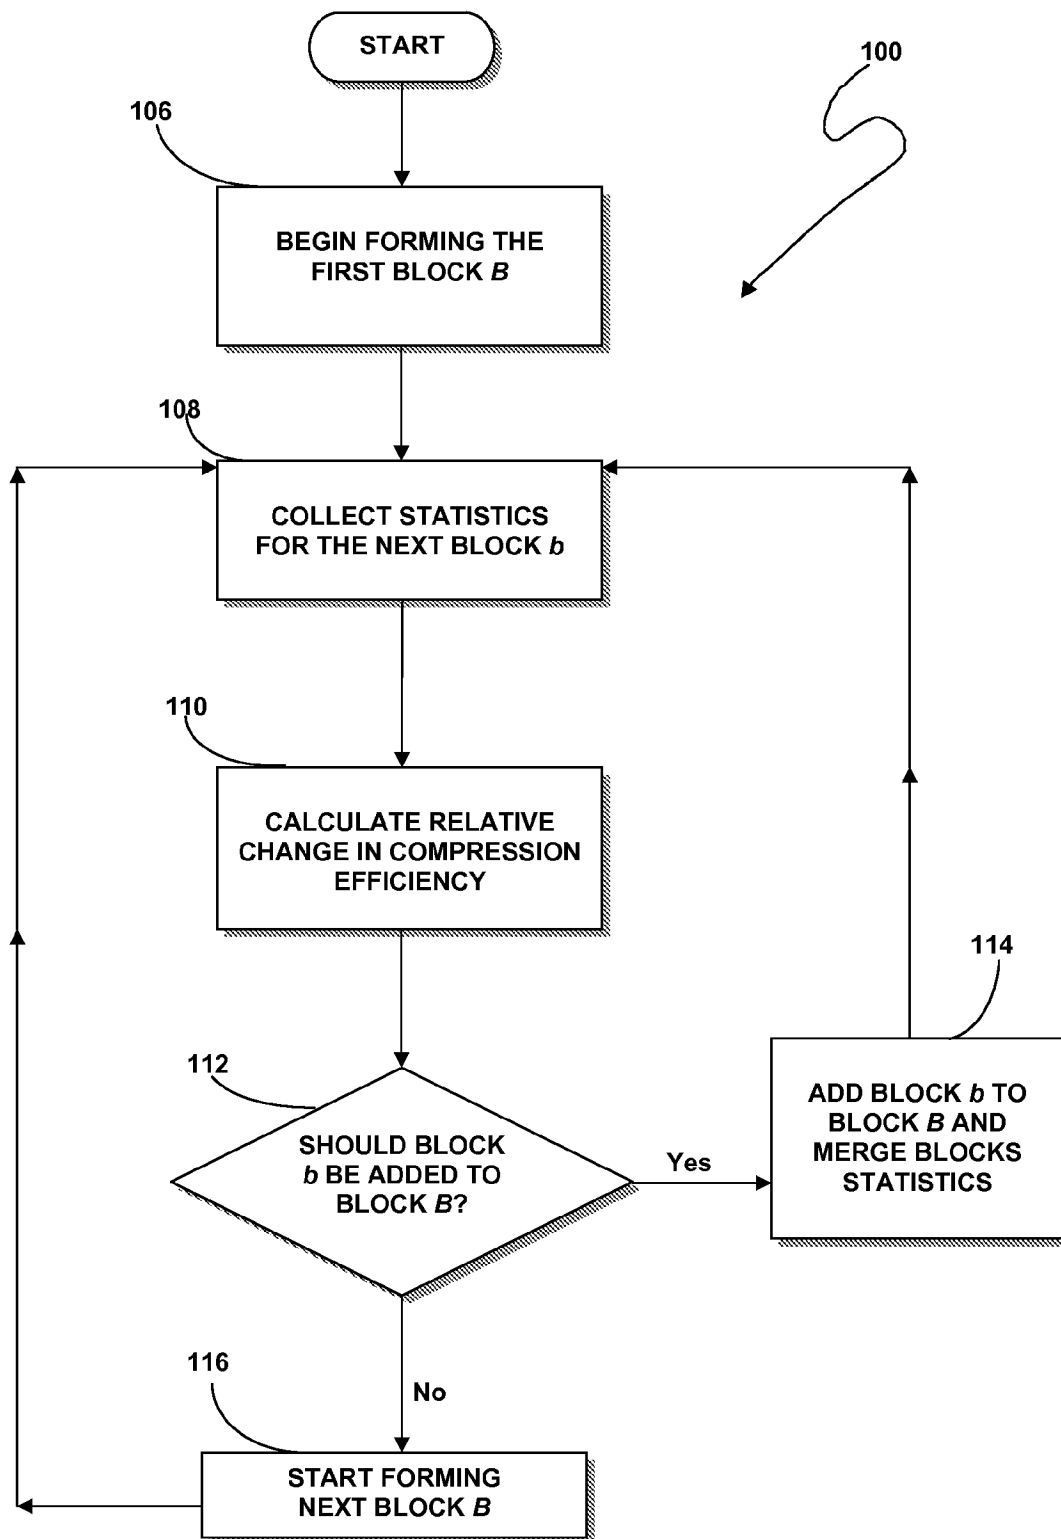 START
100
106
BEGIN FORMING THE
FIRST BLOCK B
108
COLLECT STATISTICS
FOR THE NEXT BLOCK b
110
CALCULATE RELATIVE
CHANGE IN COMPRESSION
EFFICIENCY
114
112
SHOULD BLOCK
b BE ADDED TO
BLOCK B?
Yes
ADD BLOCK b TO
BLOCK B AND
MERGE BLOCKS
STATISTICS
116
No
START FORMING
NEXT BLOCK B